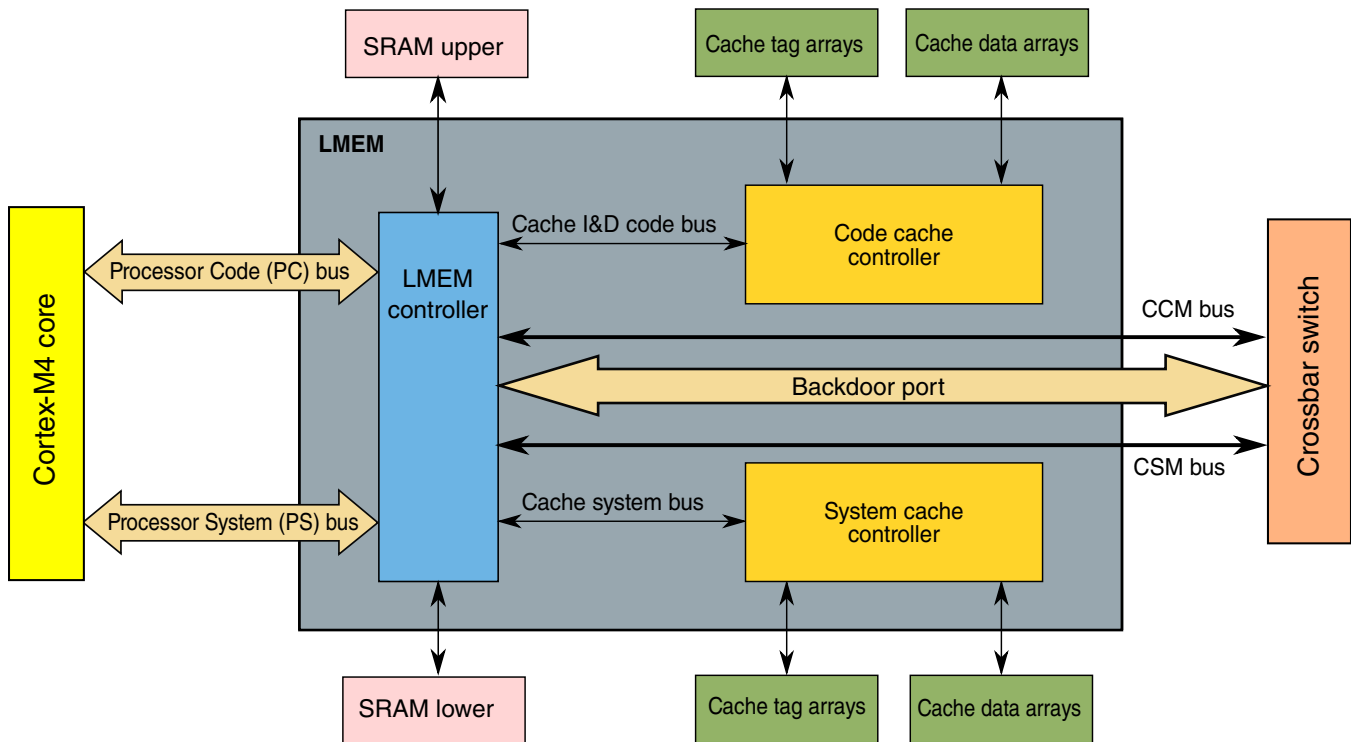 SRAM upper
Cache tag arrays
Cache data arrays
LMEM
Cortex-M4 core
Processor Code (PC) bus
LMEM
controller
Cache I&D code bus
Code cache
controller
CCM bus
Backdoor port
Crossbar switch
CSM bus
Processor System (PS) bus
Cache system bus
System cache
controller
SRAM lower
Cache tag arrays
Cache data arrays